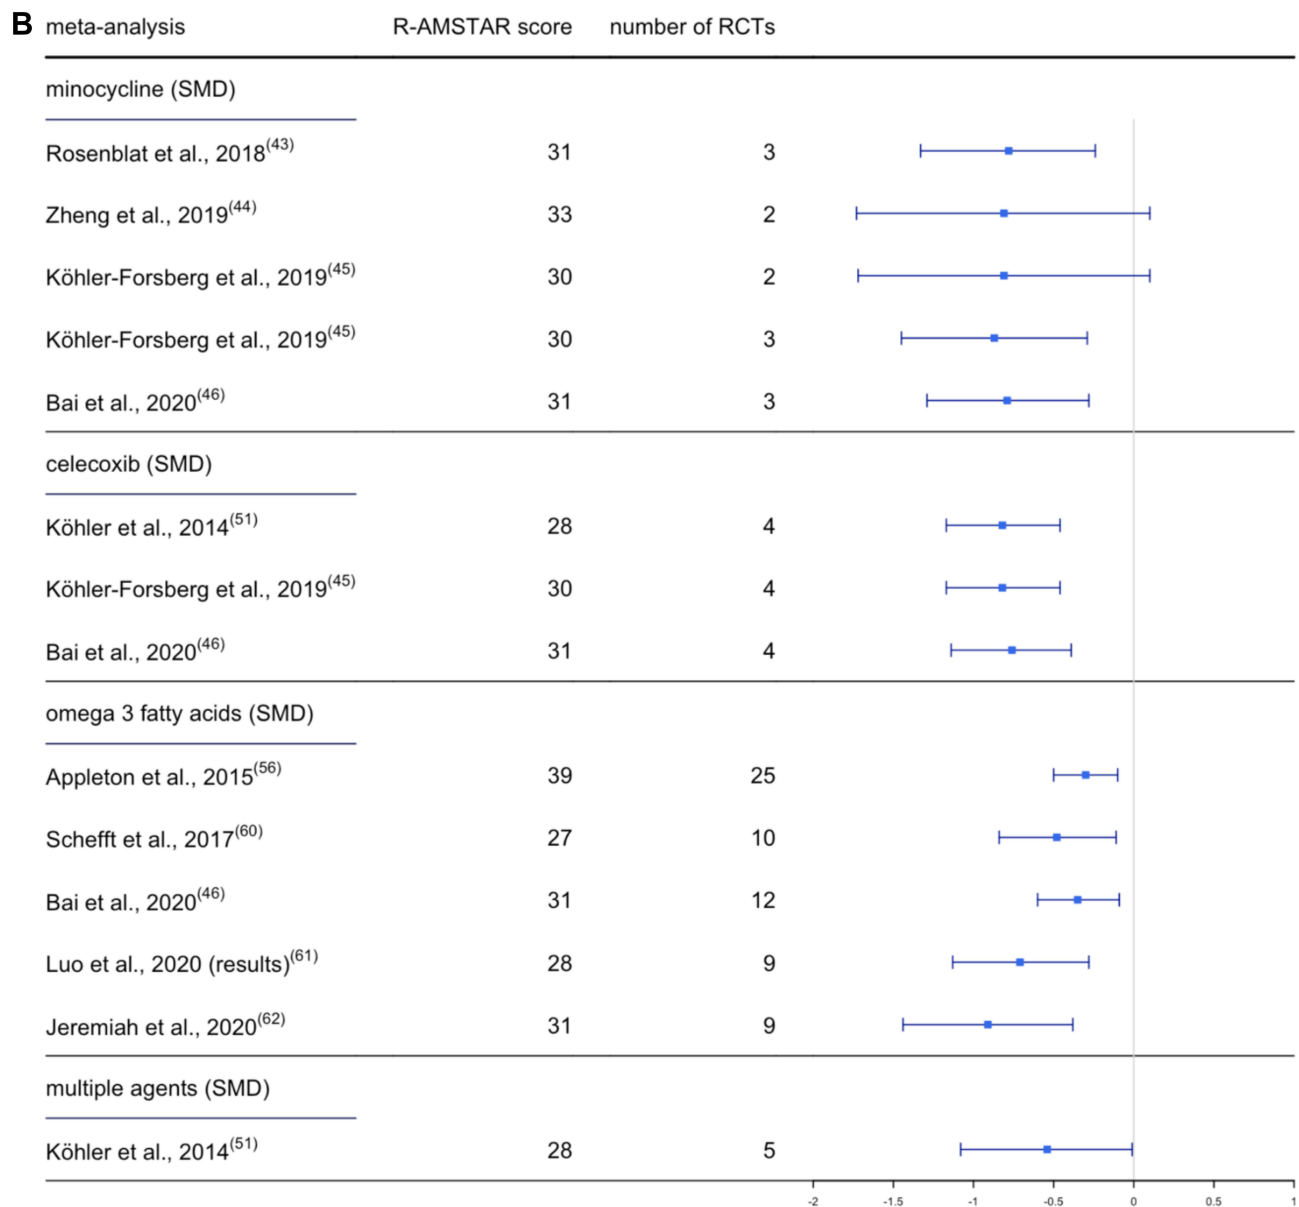 B meta-analysis R-AMSTAR score number of RCTs
minocycline (SMD)
Rosenblat et al., 2018(43) 31 3
Zheng et al., 2019(44) 33 2
Köhler-Forsberg et al., 2019(45) 30 2
Köhler-Forsberg et al., 2019(45) 30 3
Bai et al., 2020(46) 31 3
celecoxib (SMD)
Köhler et al., 2014(51) 28 4
Köhler-Forsberg et al., 2019(45) 30 4
Bai et al., 2020(46) 31 4
omega 3 fatty acids (SMD)
Appleton et al., 2015(56) 39 25
Schefft et al., 2017(60) 27 10
Bai et al., 2020(46) 31 12
Luo et al., 2020 (results)(61) 28 9
Jeremiah et al., 2020(62) 31 9
multiple agents (SMD)
Köhler et al., 2014(51) 28 5
-2 -1.5 -1 -0.5 0 0.5 1